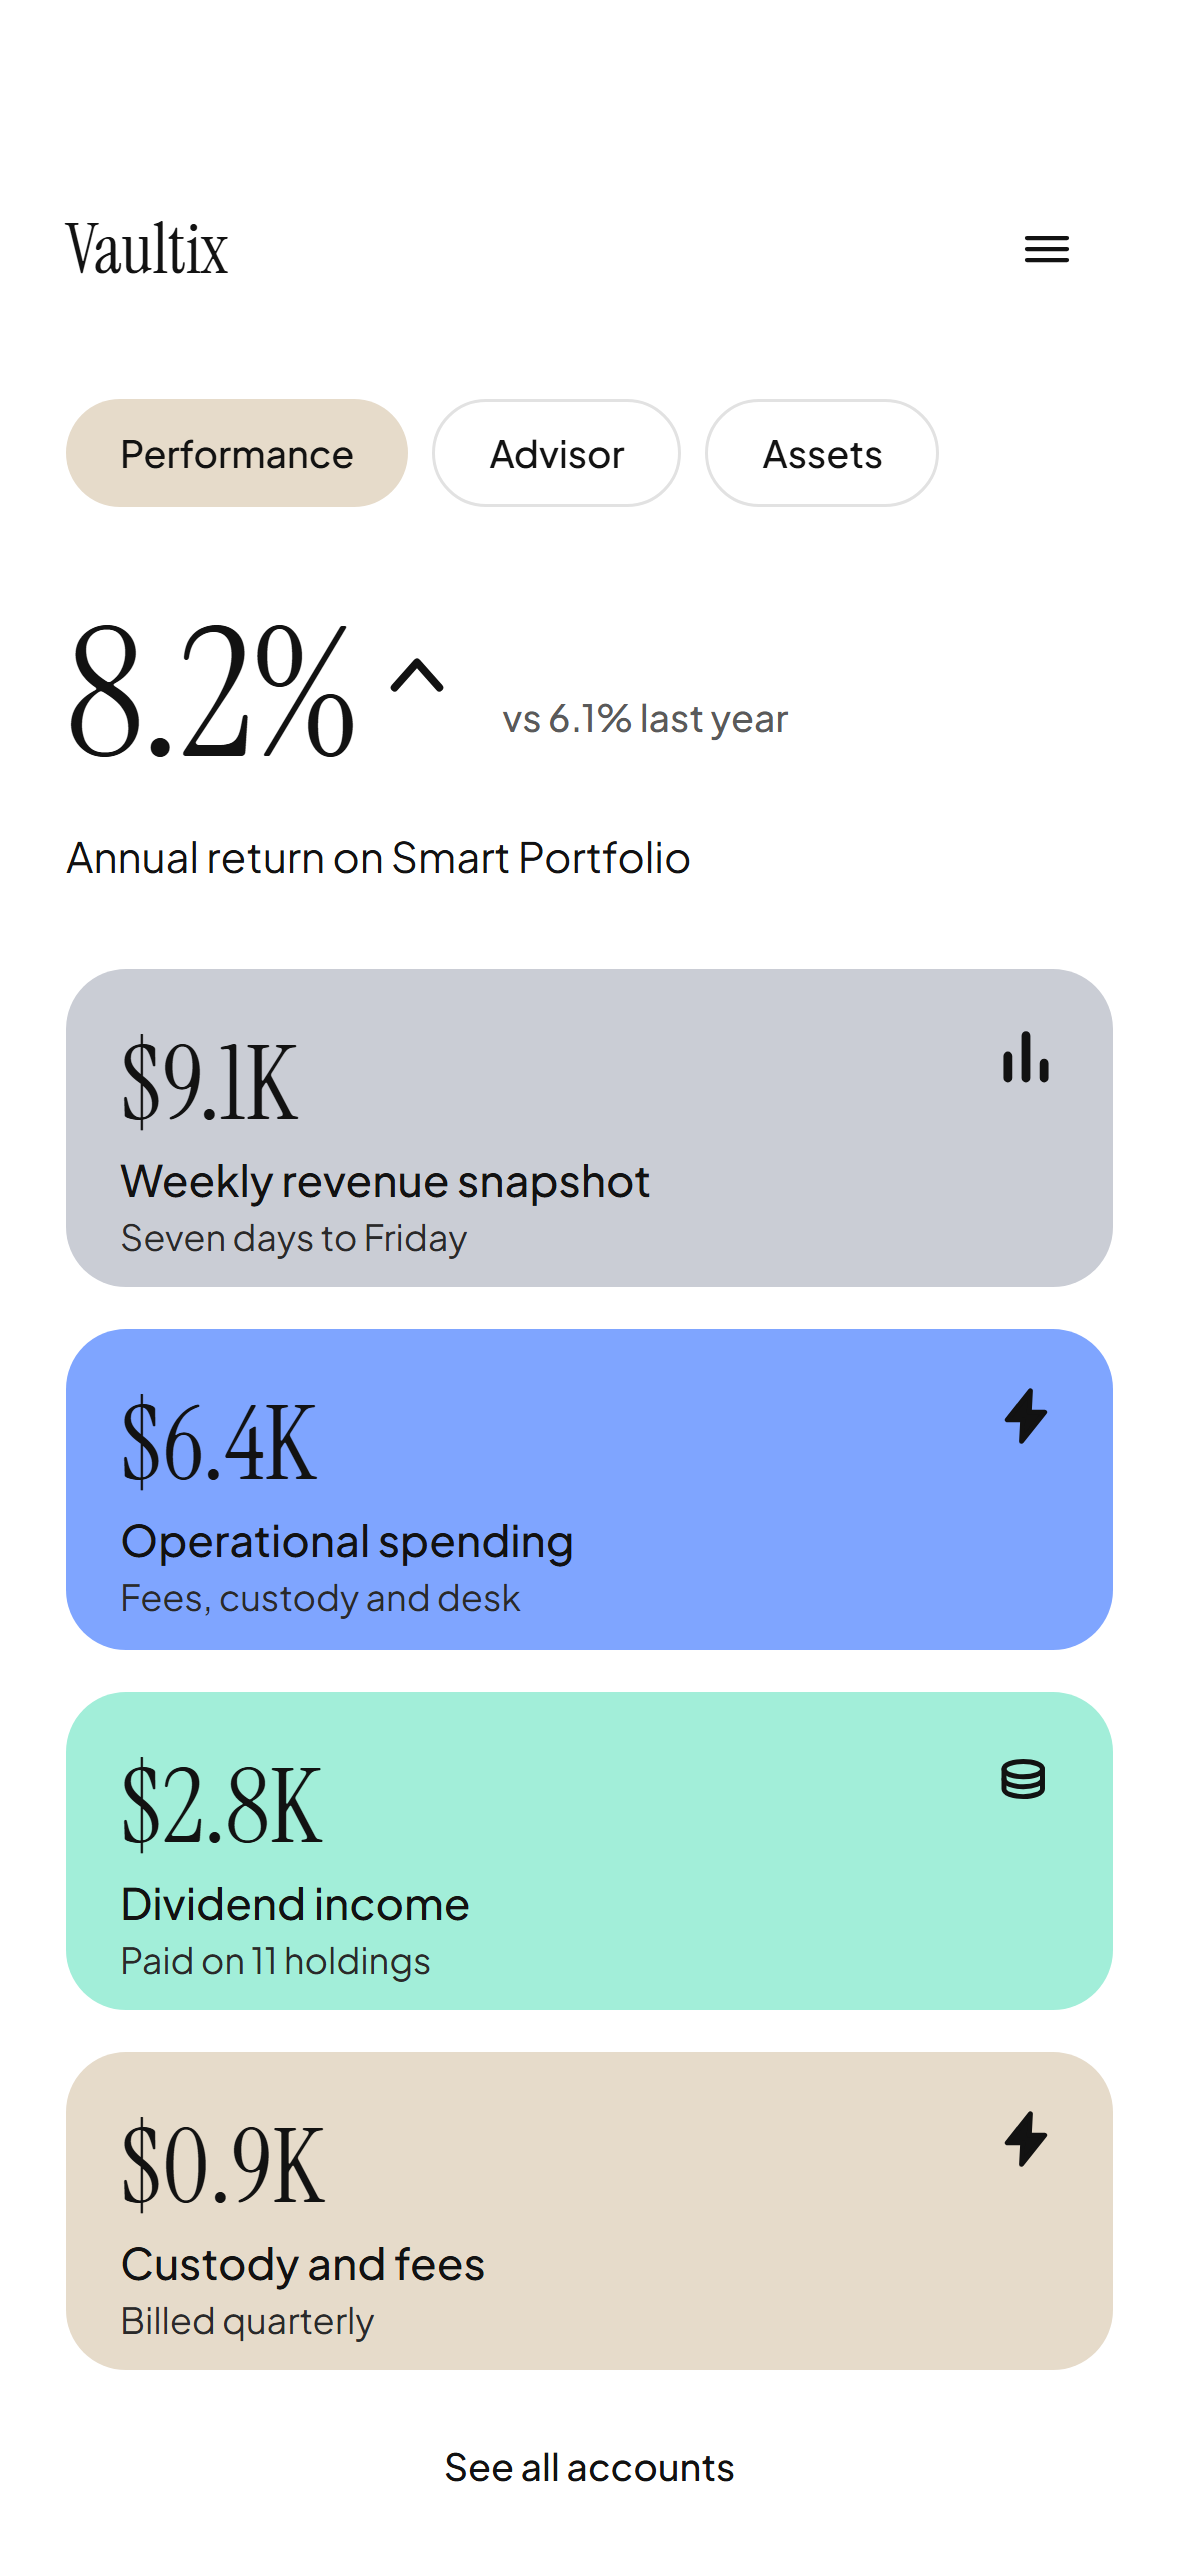 Vaultix
Performance
Advisor
Assets
8.2%
vs 6.1% last year
Annual return on Smart Portfolio
$9.1K
Weekly revenue snapshot
Seven days to Friday
$6.4K
Operational spending
Fees, custody and desk
$2.8K
Dividend income
Paid on 11 holdings
$0.9K
Custody and fees
Billed quarterly
See all accounts